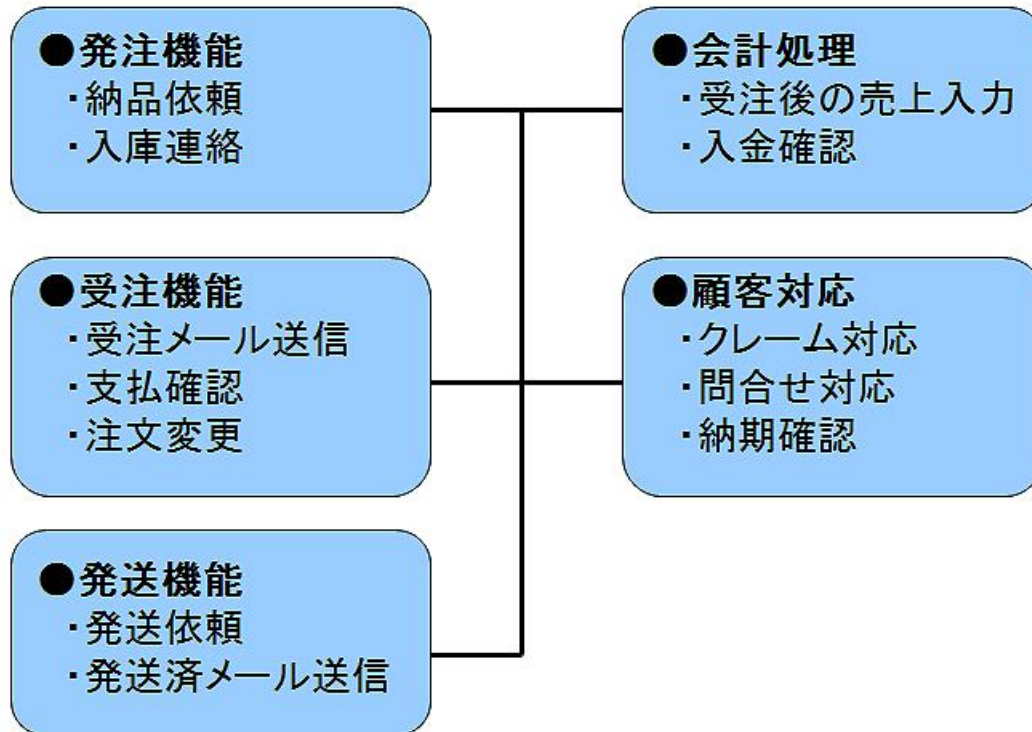 ●発注機能
・納品依頼
・入庫連絡
●受注機能
・受注メール送信
・支払確認
・注文変更
●発送機能
・発送依頼
・発送済メール送信
●会計処理
・受注後の売上入力
・入金確認
●顧客対応
・クレーム対応
・問合せ対応
・納期確認